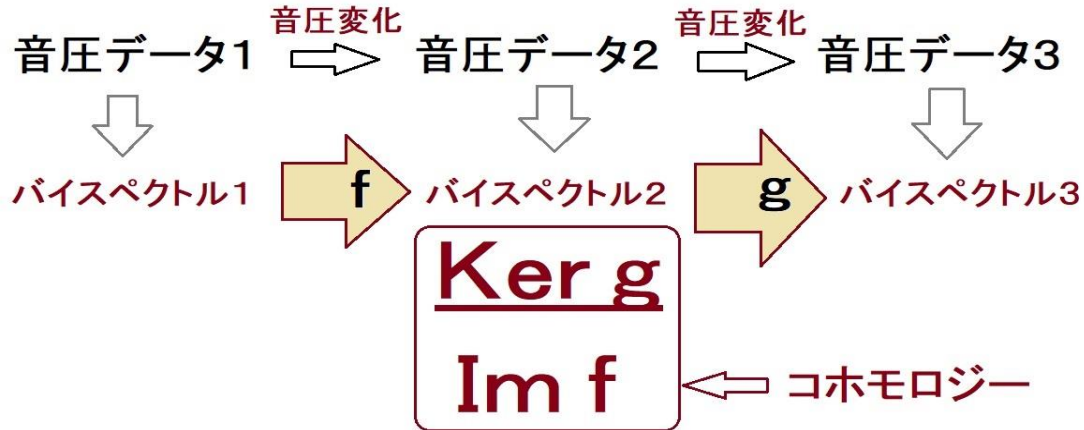 音圧変化 音圧変化
音圧データ1 音圧データ2 音圧データ3
バイスペクトル1 f バイスペクトル2 g バイスペクトル3
Ker g
Im f コホモロジー